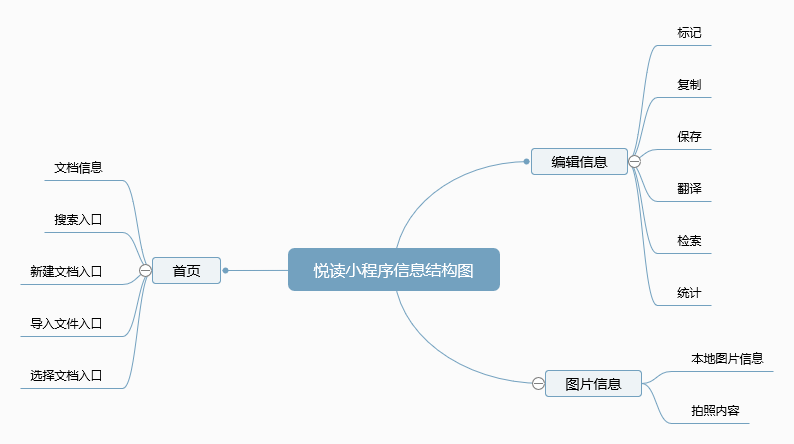 悦读小程序信息结构图
首页
文档信息
搜索入口
新建文档入口
导入文件入口
选择文档入口
编辑信息
标记
复制
保存
翻译
检索
统计
图片信息
本地图片信息
拍照内容